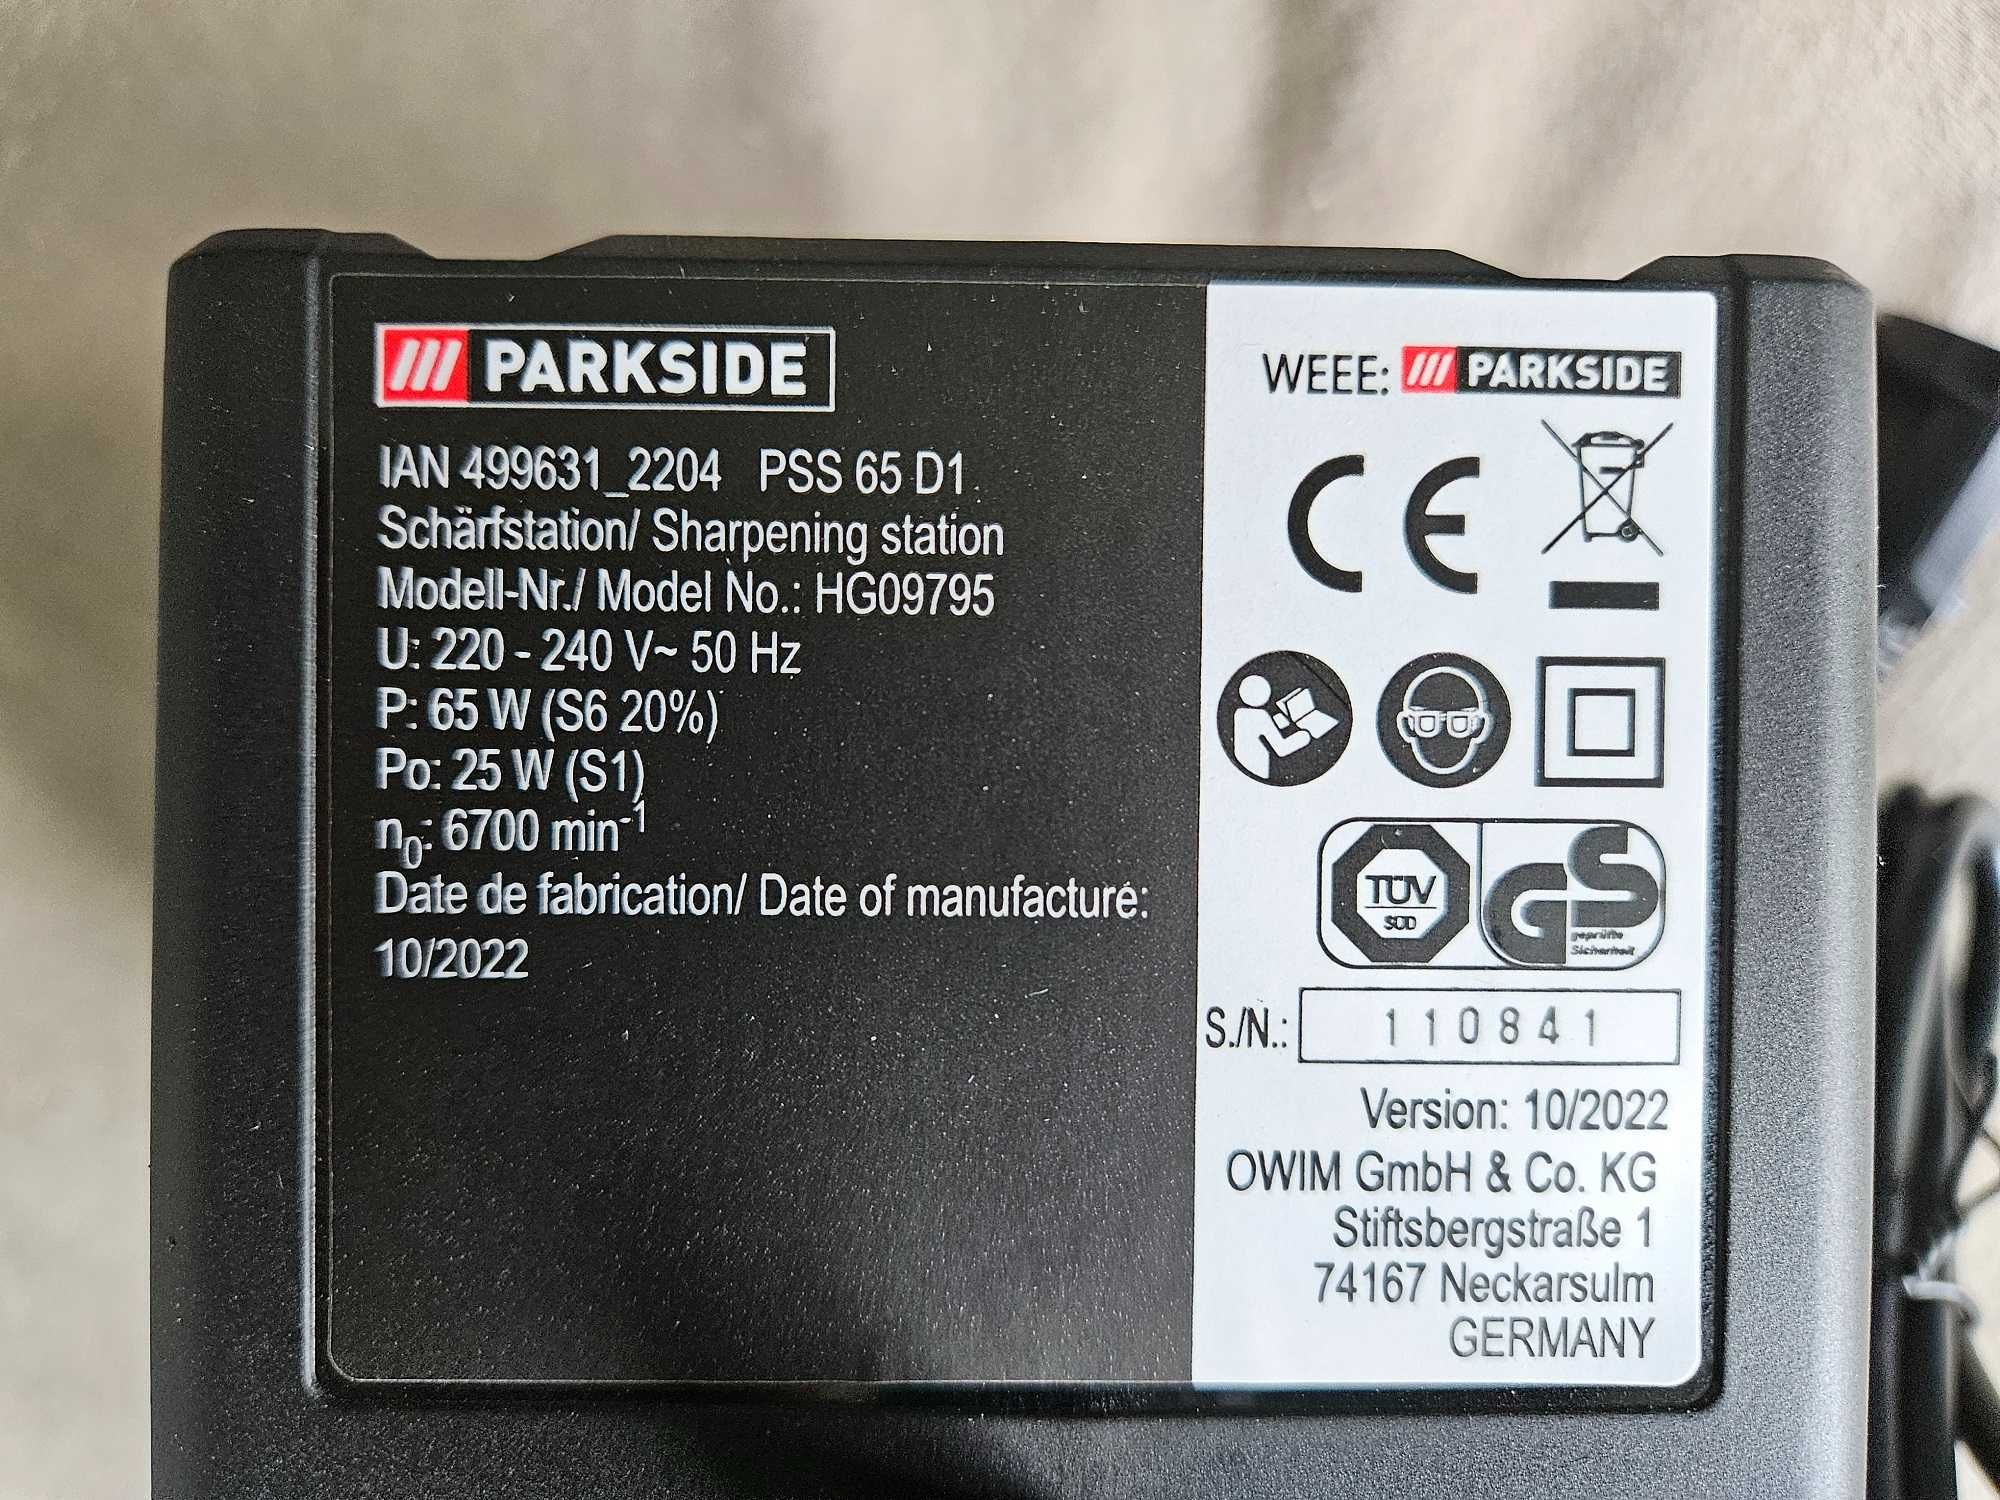 PARKSIDE
IAN 499631_2204 PSS 65 D1
Schärfstation/ Sharpening station
Modell-Nr./ Model No.: HG09795
U: 220 - 240 V~ 50 Hz
P: 65 W (S6 20%)
Po: 25 W (S1)
n₀: 6700 min⁻¹
Date de fabrication/ Date of manufacture:
10/2022
WEEE: PARKSIDE
CE
TÜV
SÜD
GS
geprüfte
Sicherheit
S./N.: 110841
Version: 10/2022
OWIM GmbH & Co. KG
Stiftsbergstraße 1
74167 Neckarsulm
GERMANY